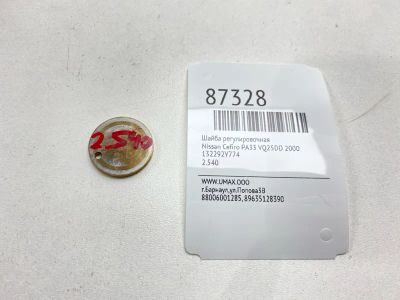 2.540
87328
Шайба регулировочная
Nissan Cefiro PA33 VQ25DD 2000
132292Y774
2.540
WWW.UMAX.OOO
г.Барнаул,ул.Попова5В
88006001285,89635128390